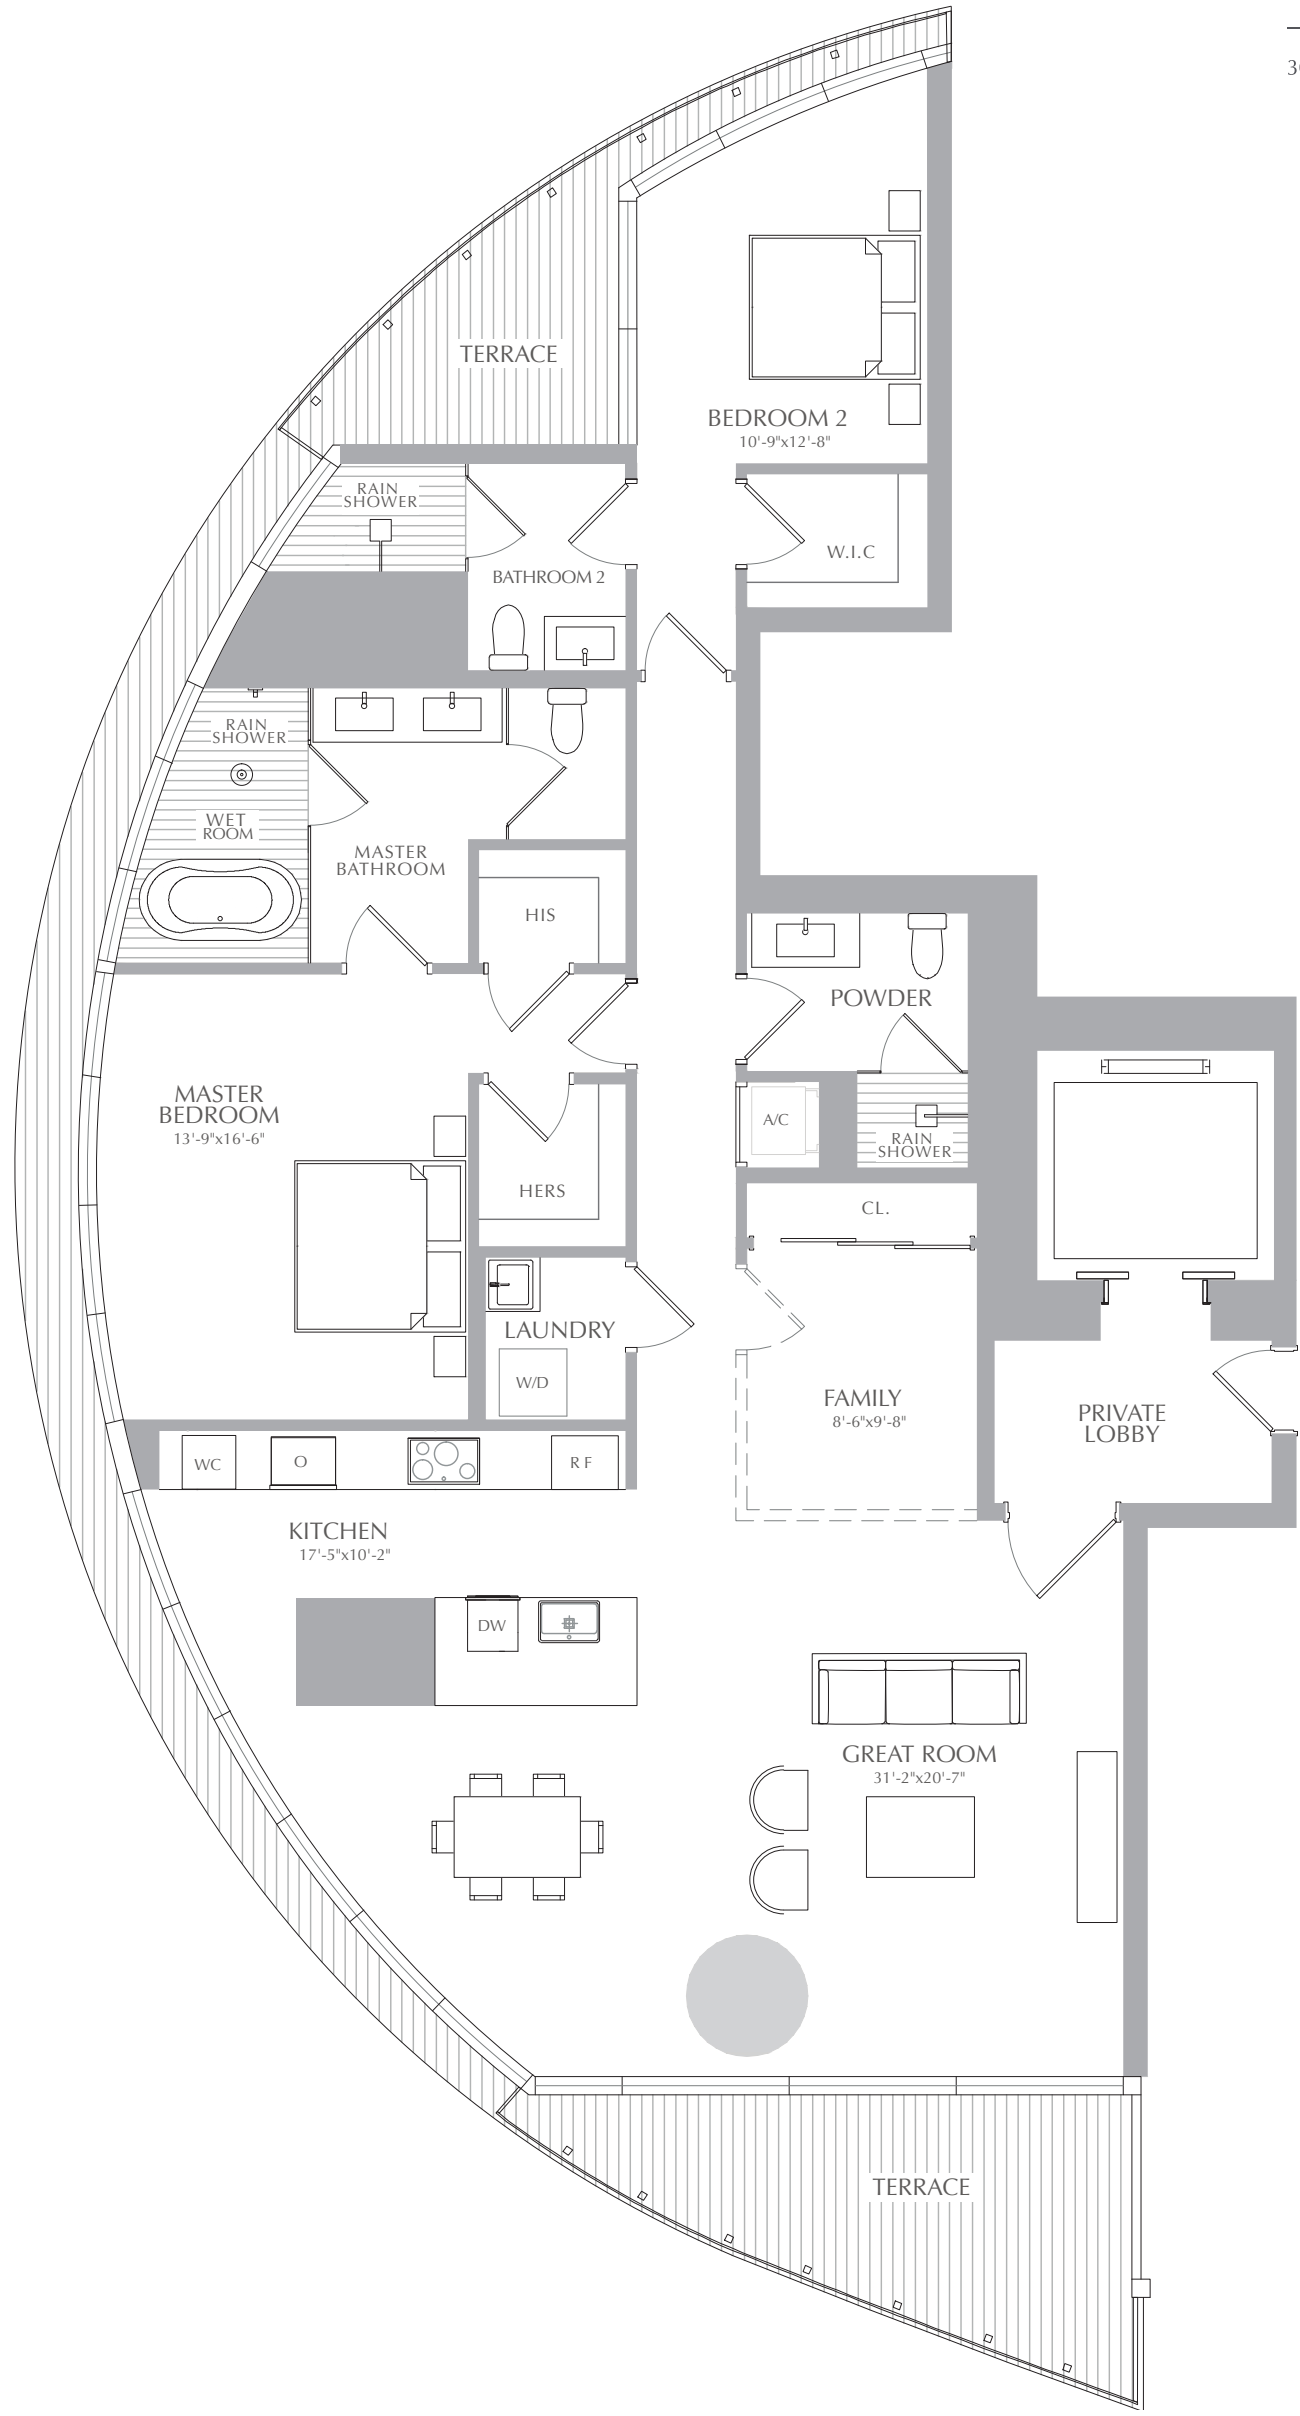 TERRACE
BEDROOM 2
10'-9"x12'-8"
RAIN
SHOWER
W.I.C
BATHROOM 2
RAIN
SHOWER
WET
ROOM
MASTER
BATHROOM
HIS
POWDER
MASTER
BEDROOM
13'-9"x16'-6"
A/C
RAIN
SHOWER
HERS
CL.
LAUNDRY
W/D
FAMILY
8'-6"x9'-8"
PRIVATE
LOBBY
WC
O
RF
KITCHEN
17'-5"x10'-2"
DW
GREAT ROOM
31'-2"x20'-7"
TERRACE